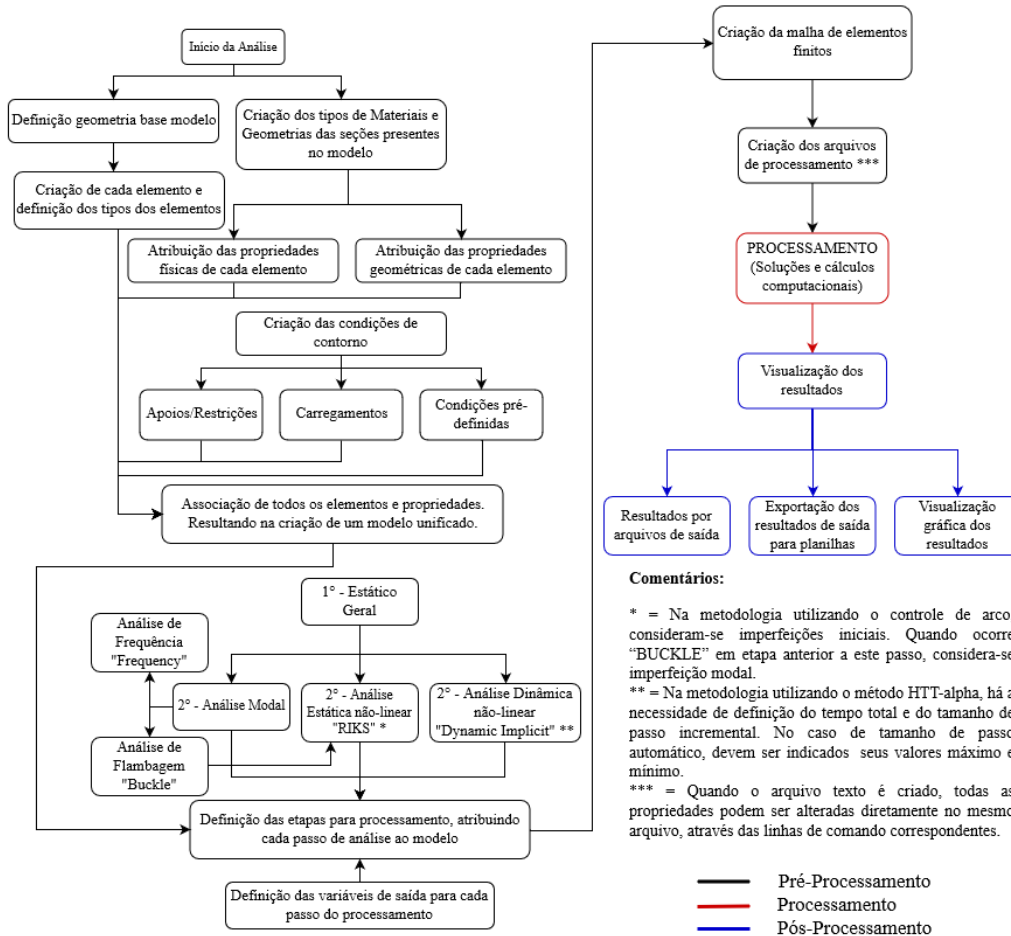 Início da Análise
Definição geometria base modelo
Criação dos tipos de Materiais e
Geometrias das seções presentes
no modelo
Criação de cada elemento e
definição dos tipos dos elementos
Atribuição das propriedades
físicas de cada elemento
Atribuição das propriedades
geométricas de cada elemento
Criação das condições de
contorno
Apoios/Restrições
Carregamentos
Condições pré-
definidas
Associação de todos os elementos e propriedades.
Resultando na criação de um modelo unificado.
1° - Estático
Geral
Análise de
Frequência
"Frequency"
2° - Análise Modal
2° - Análise
Estática não-linear
"RIKS" *
2° - Análise Dinâmica
não-linear
"Dynamic Implicit" **
Análise de
Flambagem
"Buckle"
Definição das etapas para processamento, atribuindo
cada passo de análise ao modelo
Definição das variáveis de saída para cada
passo do processamento
Criação da malha de elementos
finitos
Criação dos arquivos
de processamento ***
PROCESSAMENTO
(Soluções e cálculos
computacionais)
Visualização dos
resultados
Resultados por
arquivos de saída
Exportação dos
resultados de saída
para planilhas
Visualização
gráfica dos
resultados
Comentários:
* = Na metodologia utilizando o controle de arco
consideram-se imperfeições iniciais. Quando ocorre
“BUCKLE” em etapa anterior a este passo, considera-se
imperfeição modal.
** = Na metodologia utilizando o método HTT-alpha, há a
necessidade de definição do tempo total e do tamanho de
passo incremental. No caso de tamanho de passo
automático, devem ser indicados seus valores máximo e
mínimo.
*** = Quando o arquivo texto é criado, todas as
propriedades podem ser alteradas diretamente no mesmo
arquivo, através das linhas de comando correspondentes.
Pré-Processamento
Processamento
Pós-Processamento